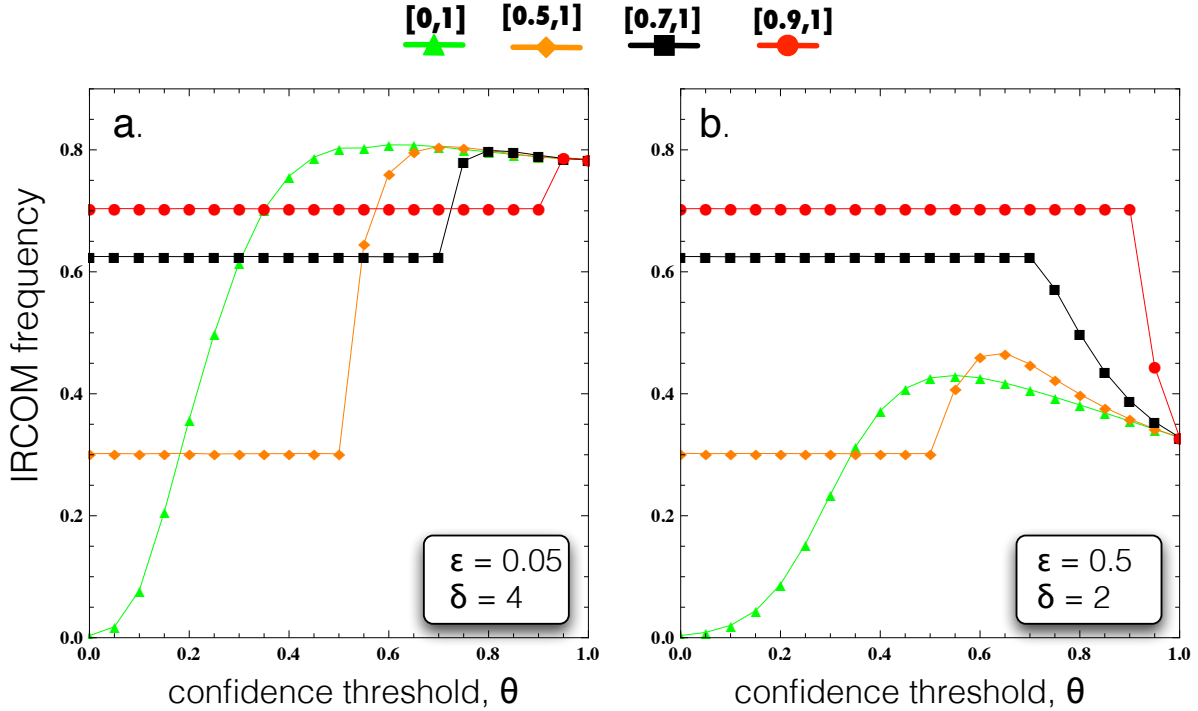 [0,1] [0.5,1] [0.7,1] [0.9,1]
a.
b.
IRCOM frequency
0.8
0.6
0.4
0.2
0.0
0.8
0.6
0.4
0.2
0.0
ε = 0.05
δ = 4
ε = 0.5
δ = 2
0.0 0.2 0.4 0.6 0.8 1.0
0.0 0.2 0.4 0.6 0.8 1.0
confidence threshold, θ
confidence threshold, θ